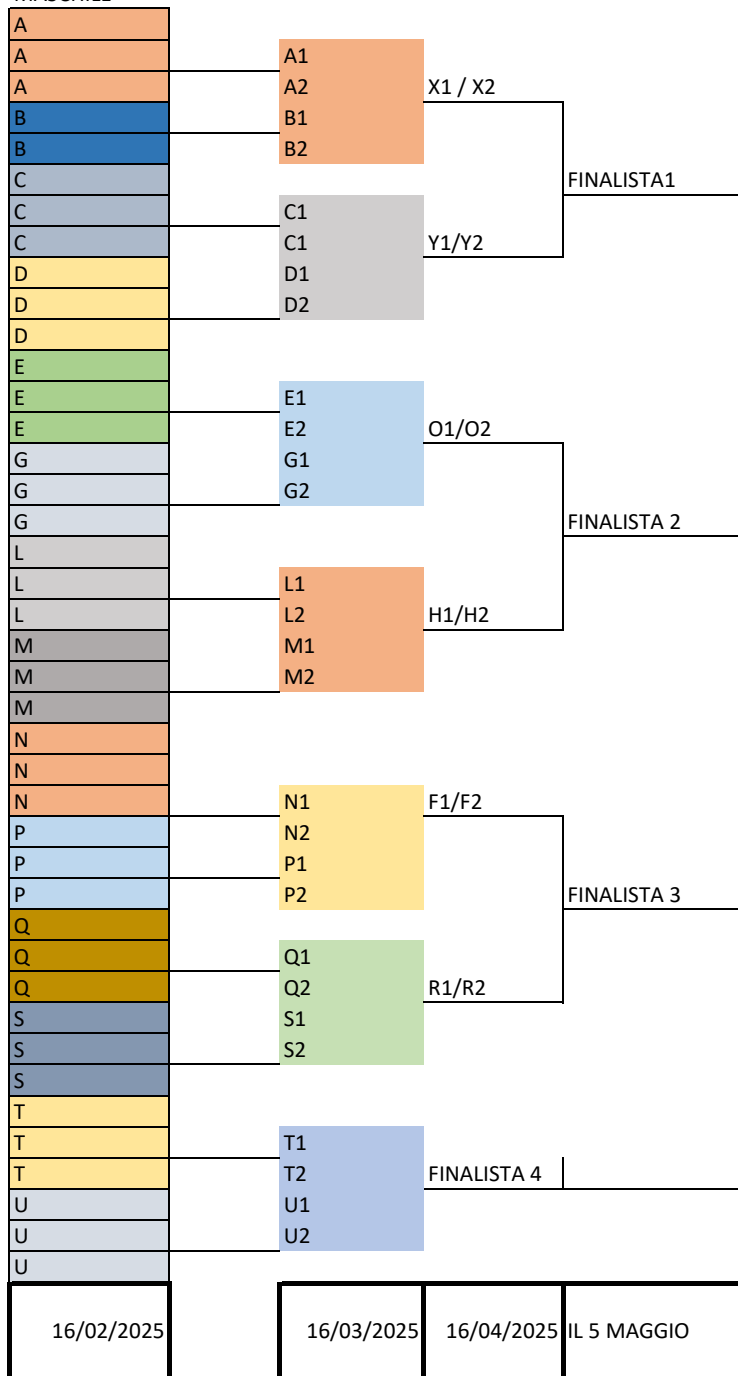 A
A
A1
A
A2
X1 / X2
B
B1
B
B2
C
FINALISTA1
C
C1
C
C1
Y1/Y2
D
D1
D
D2
D
E
E
E1
E
E2
O1/O2
G
G1
G
G2
G
FINALISTA 2
L
L
L1
L
L2
H1/H2
M
M1
M
M2
M
N
N
N
N1
F1/F2
P
N2
P
P1
P
P2
FINALISTA 3
Q
Q
Q1
Q
Q2
R1/R2
S
S1
S
S2
S
T
T
T1
T
T2
FINALISTA 4
U
U1
U
U2
U
16/02/2025
16/03/2025
16/04/2025
IL 5 MAGGIO